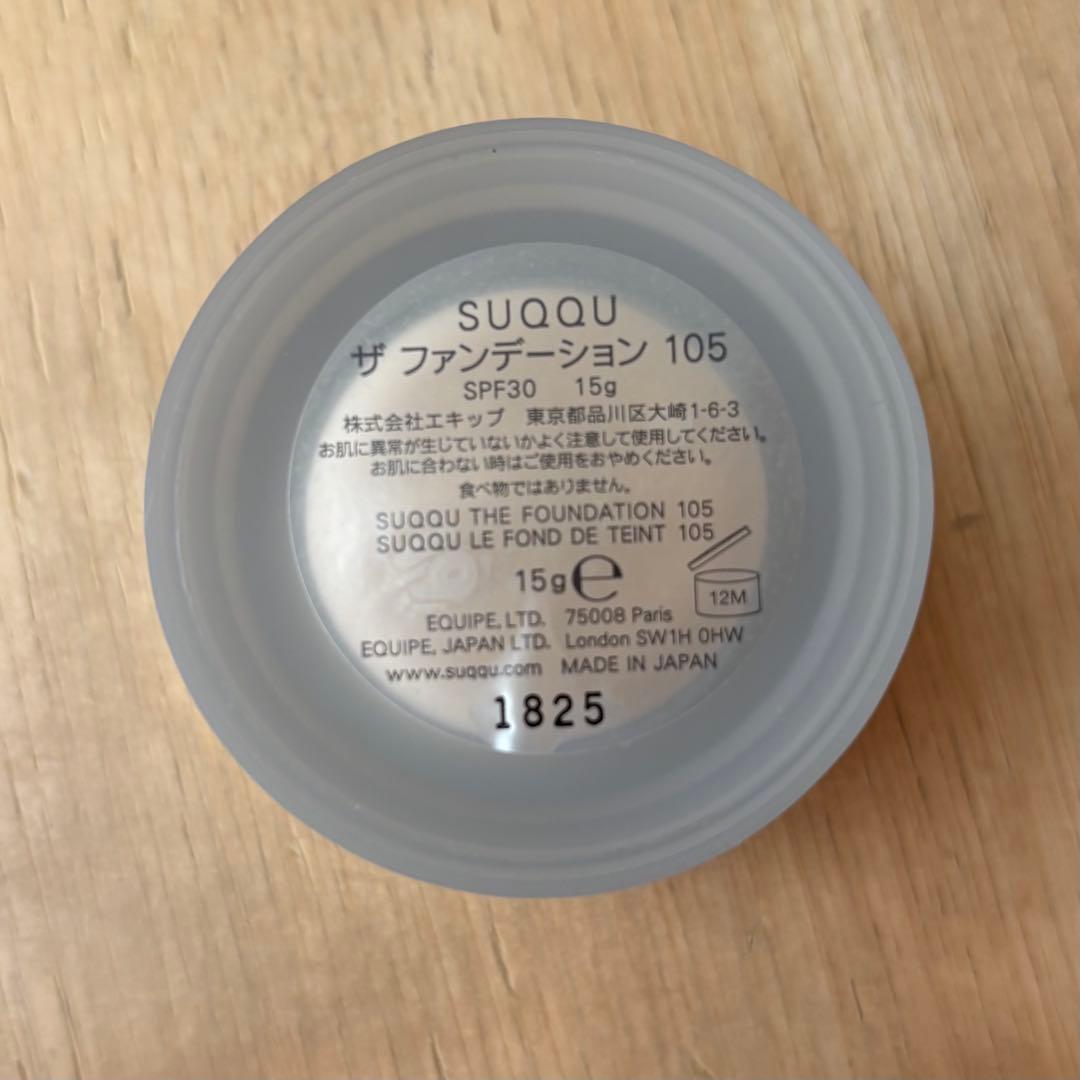 SUQQU
ザ ファンデーション 105
SPF30 15g
株式会社エキップ 東京都品川区大崎1-6-3
お肌に異常が生じていないかよく注意して使用してください。
お肌に合わない時はご使用をおやめください。
食べ物ではありません。
SUQQU THE FOUNDATION 105
SUQQU LE FOND DE TEINT 105
15g e
12M
EQUIPE, LTD. 75008 Paris
EQUIPE, JAPAN LTD. London SW1H 0HW
www.suqqu.com MADE IN JAPAN
1825